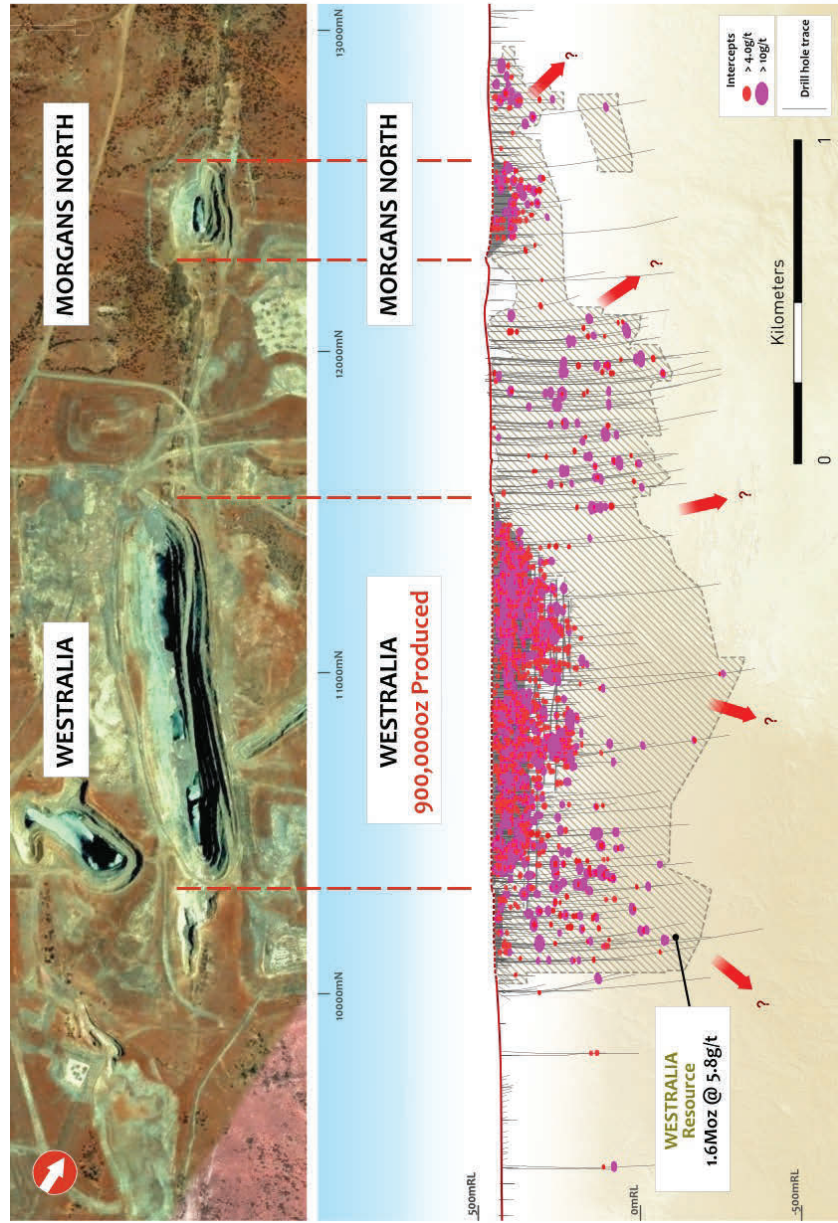 WESTRALIA
MORGANS NORTH
10000mN
11000mN
12000mN
13000mN
WESTRALIA
900,000oz Produced
MORGANS NORTH
500mRL
0mRL
-500mRL
?
?
?
?
?
WESTRALIA
Resource
1.6Moz @ 5.8g/t
Kilometers
0
1
Intercepts
> 4.0g/t
> 10g/t
Drill hole trace